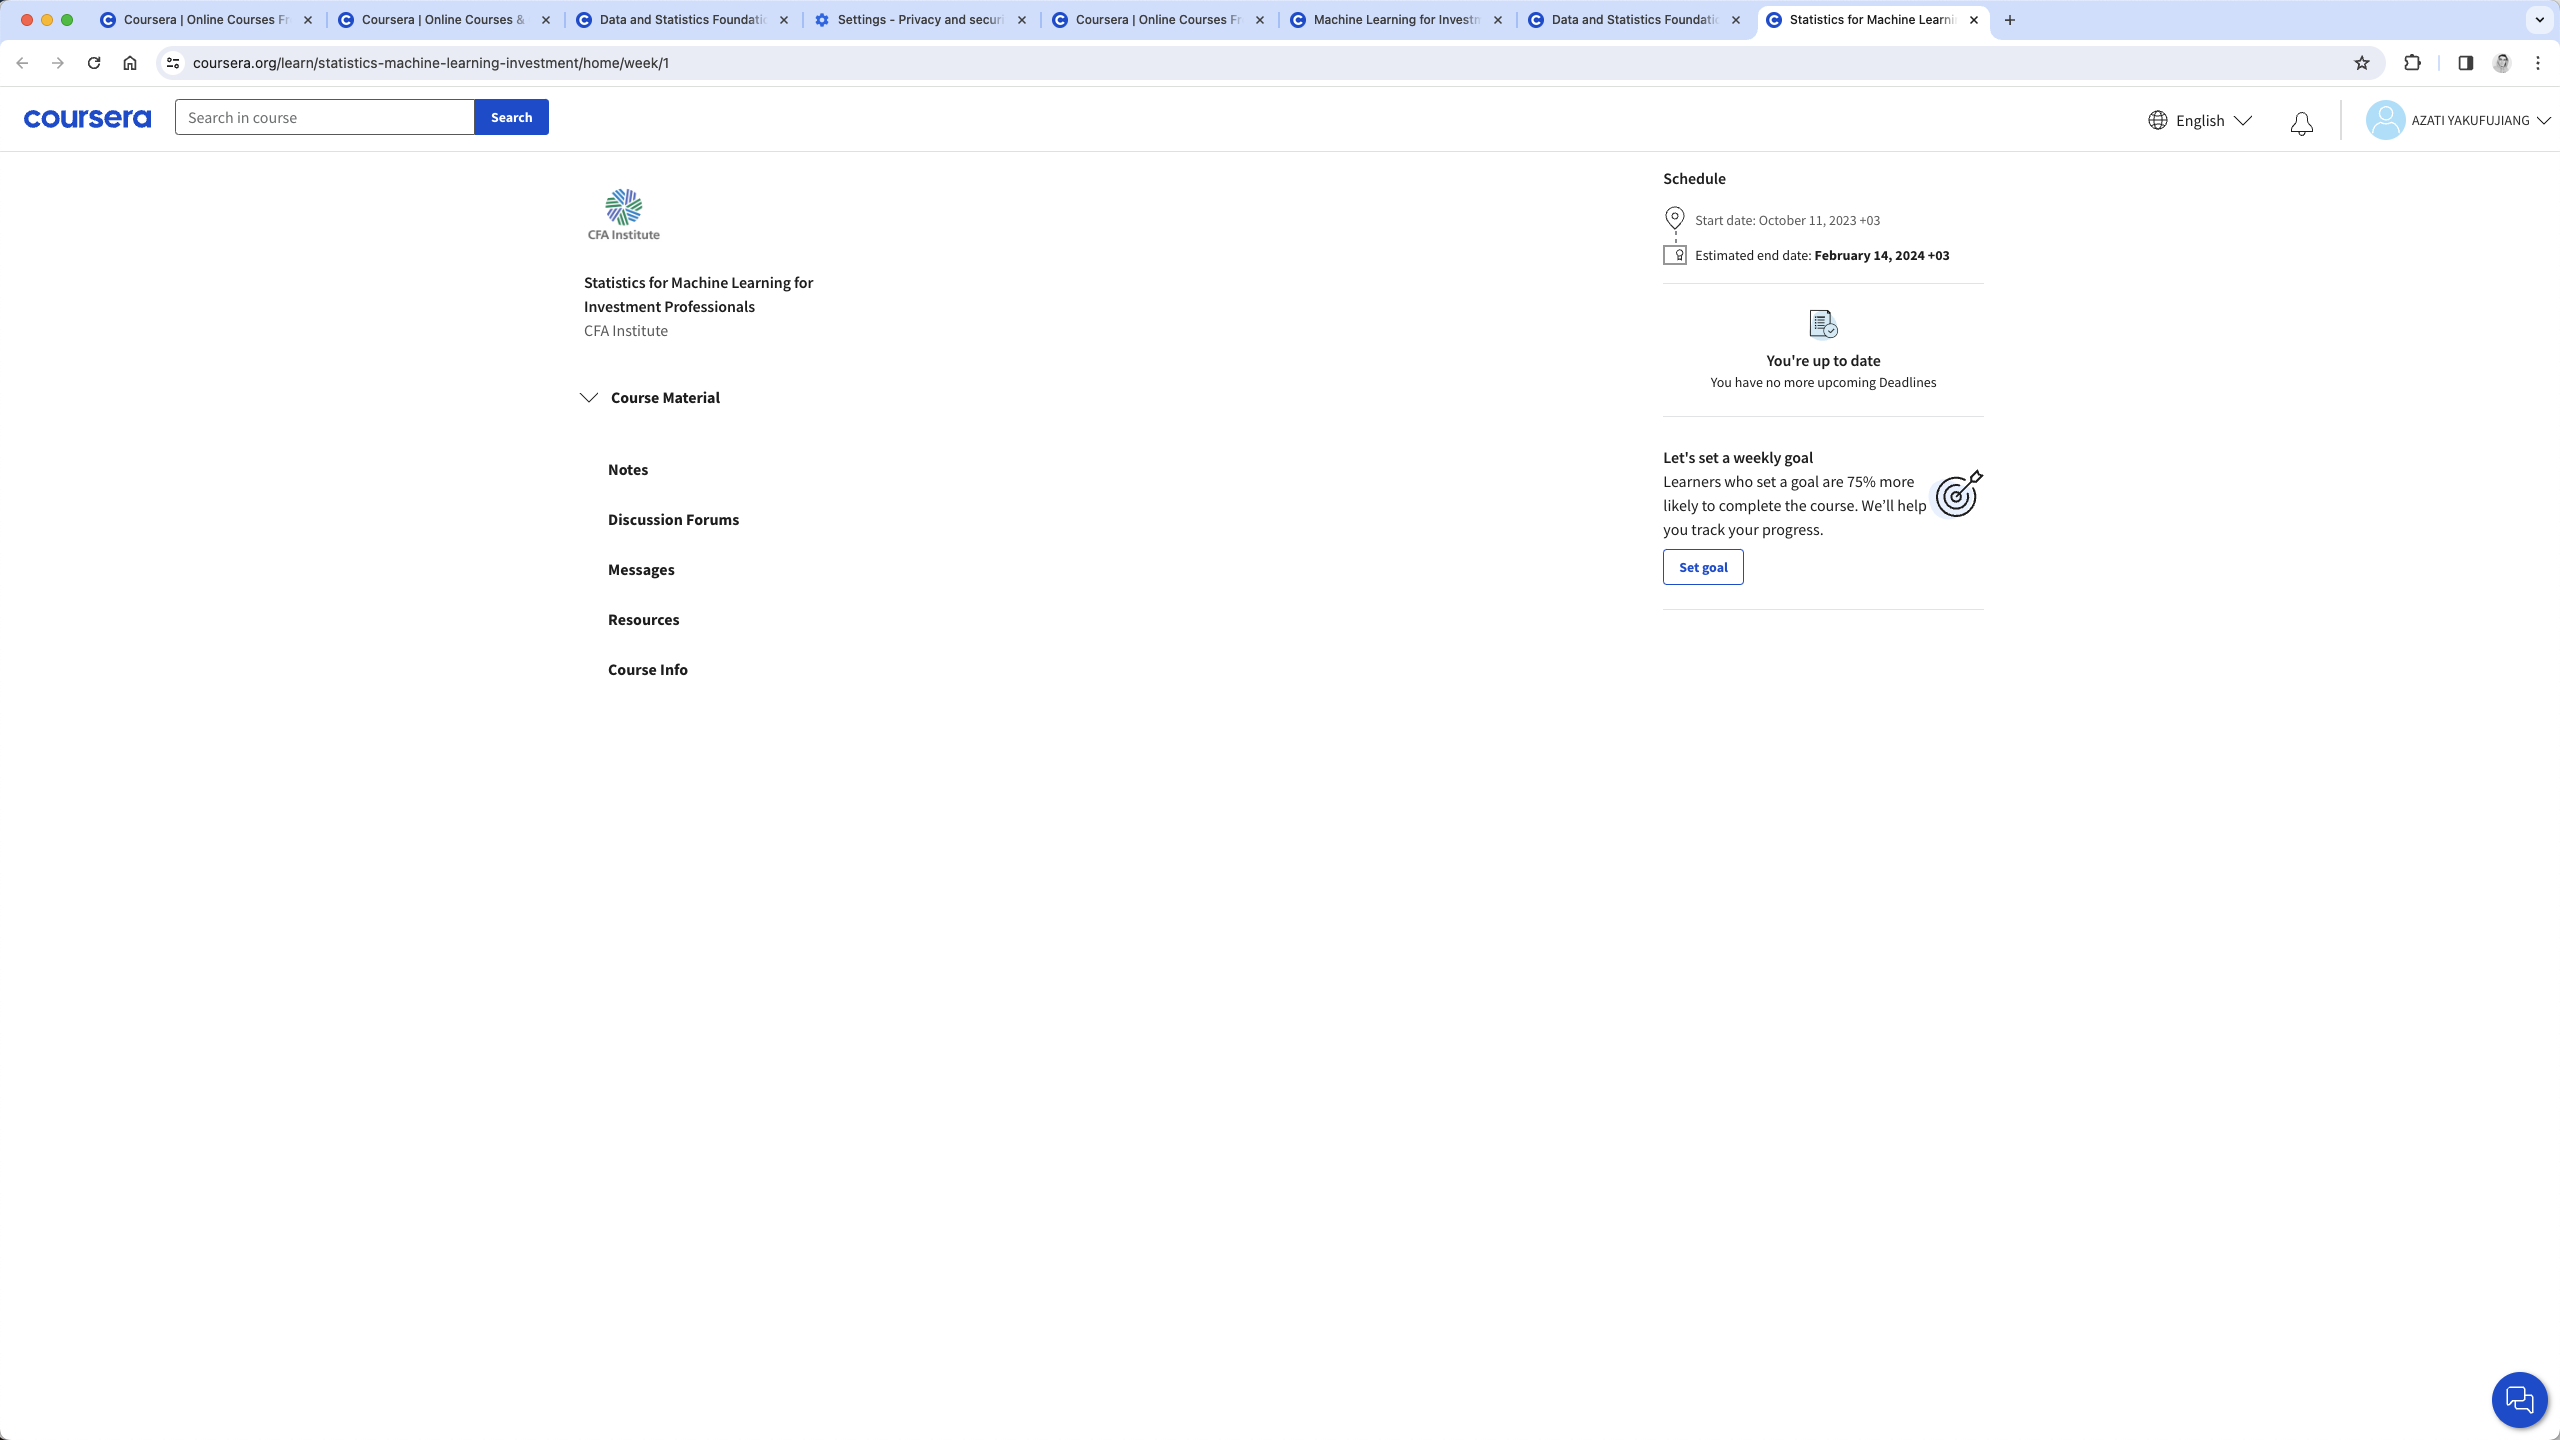 Coursera | Online Courses Fr
Coursera | Online Courses &
Data and Statistics Foundatic
Settings - Privacy and securi
Coursera | Online Courses Fr
Machine Learning for Investn
Data and Statistics Foundatic
Statistics for Machine Learni
coursera.org/learn/statistics-machine-learning-investment/home/week/1
coursera
Search in course
Search
English
AZATI YAKUFUJIANG
CFA Institute
Statistics for Machine Learning for
Investment Professionals
CFA Institute
Course Material
Notes
Discussion Forums
Messages
Resources
Course Info
Schedule
Start date: October 11, 2023 +03
Estimated end date: February 14, 2024 +03
You're up to date
You have no more upcoming Deadlines
Let's set a weekly goal
Learners who set a goal are 75% more
likely to complete the course. We’ll help
you track your progress.
Set goal